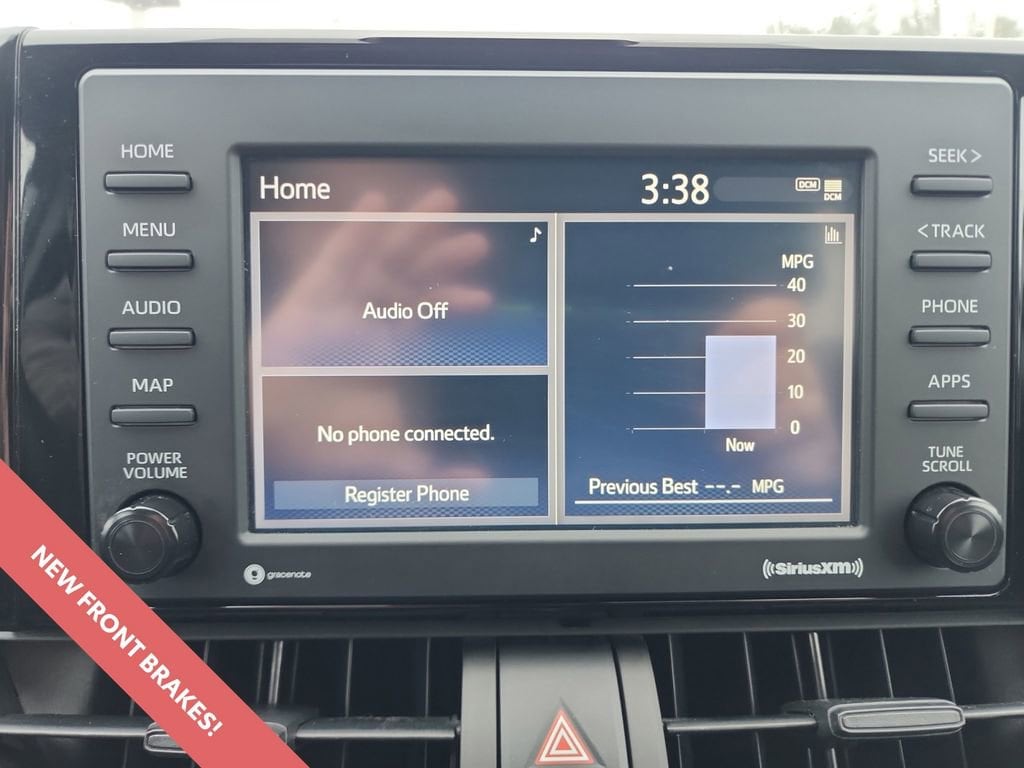 HOME
MENU
AUDIO
MAP
POWER
VOLUME
Home
3:38
DCM
DCM
Audio Off
No phone connected.
Register Phone
MPG
40
30
20
10
0
Now
Previous Best --.- MPG
SEEK >
< TRACK
PHONE
APPS
TUNE
SCROLL
gracenote
((SiriusXM))
NEW FRONT BRAKES!